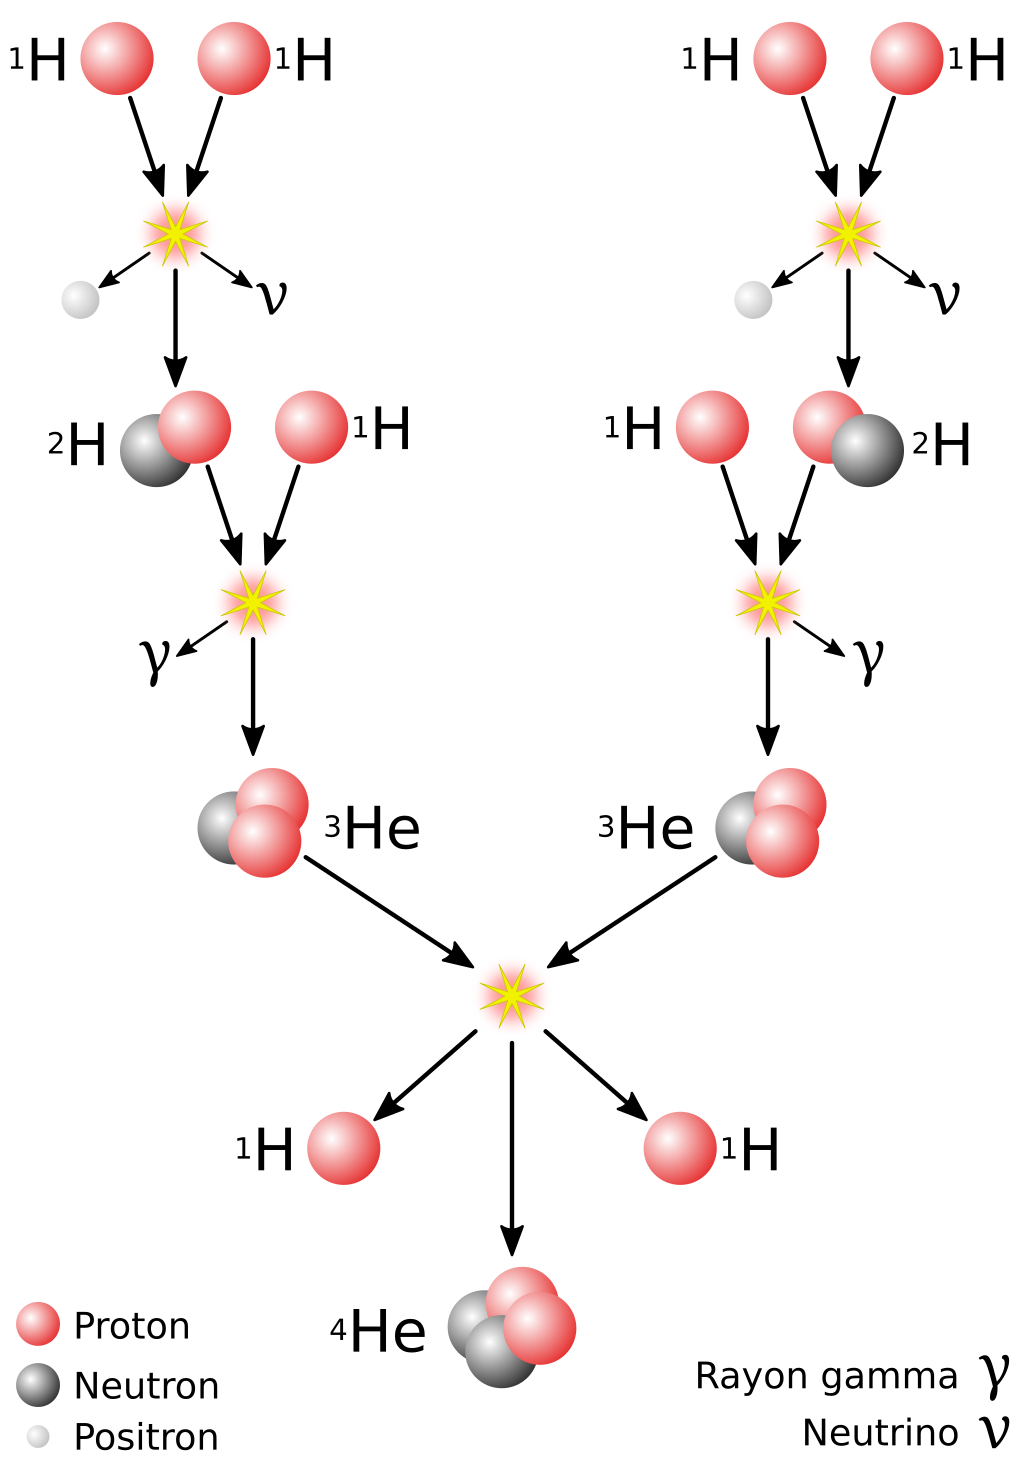 ¹H ¹H ¹H ¹H
ν ν
²H ¹H ¹H ²H
γ γ
³He ³He
¹H ¹H
⁴He
Proton
Neutron
Positron
Rayon gamma γ
Neutrino ν